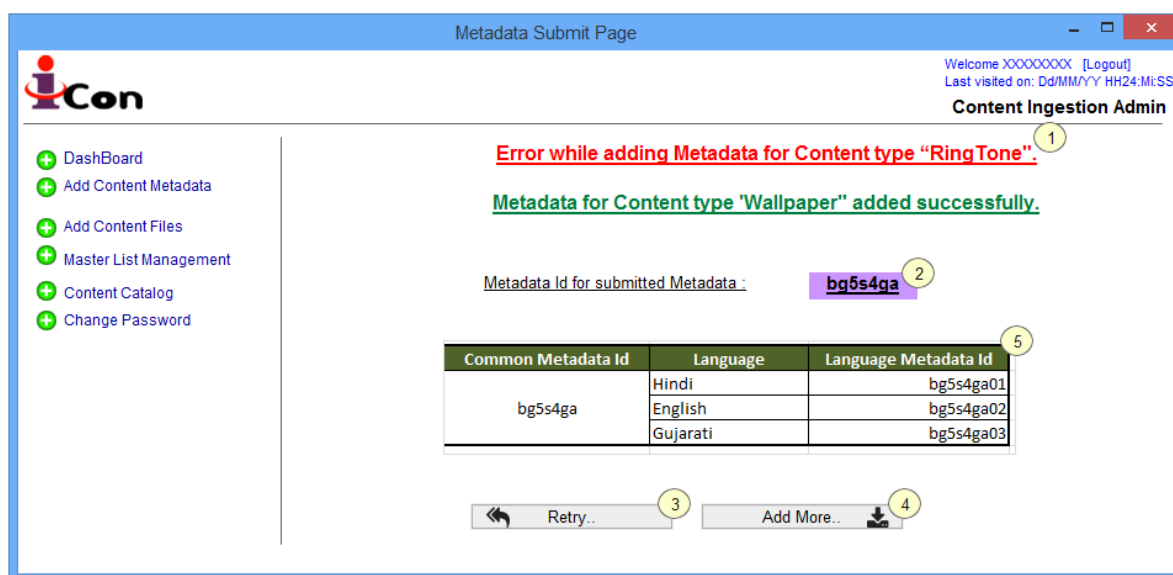 Metadata Submit Page
iCon
Welcome XXXXXXXX [Logout]
Last visited on: Dd/MM/YY HH24:Mi:SS
Content Ingestion Admin
DashBoard
Add Content Metadata
Add Content Files
Master List Management
Content Catalog
Change Password
1
Error while adding Metadata for Content type “RingTone”.
Metadata for Content type 'Wallpaper" added successfully.
Metadata Id for submitted Metadata :
bg5s4ga
2
5
Common Metadata Id Language Language Metadata Id
Hindi bg5s4ga01
bg5s4ga English bg5s4ga02
Gujarati bg5s4ga03
Retry..
3
Add More..
4